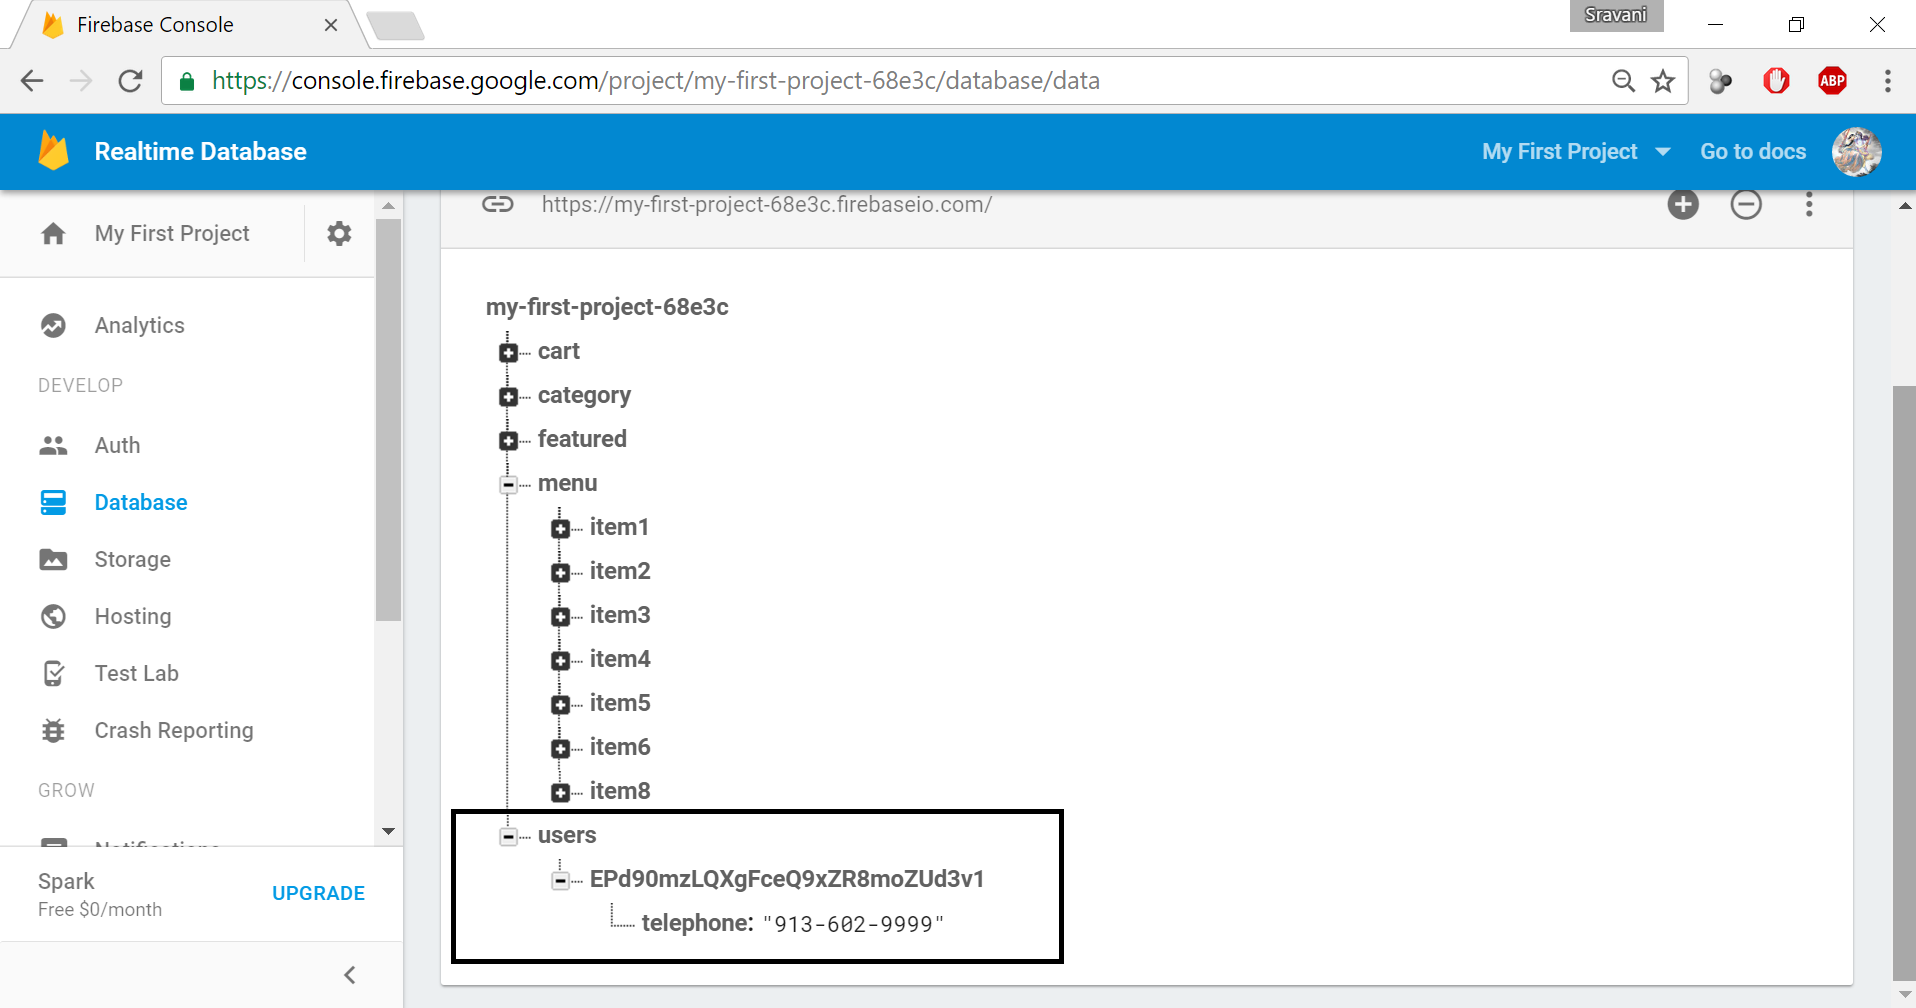 Firebase Console
Sravani
https://console.firebase.google.com/project/my-first-project-68e3c/database/data
ABP
Realtime Database
My First Project
Go to docs
My First Project
Analytics
DEVELOP
Auth
Database
Storage
Hosting
Test Lab
Crash Reporting
GROW
Notifications
Spark
Free $0/month
UPGRADE
https://my-first-project-68e3c.firebaseio.com/
my-first-project-68e3c
cart
category
featured
menu
item1
item2
item3
item4
item5
item6
item8
users
EPd90mzLQXgFceQ9xZR8moZUd3v1
telephone: "913-602-9999"